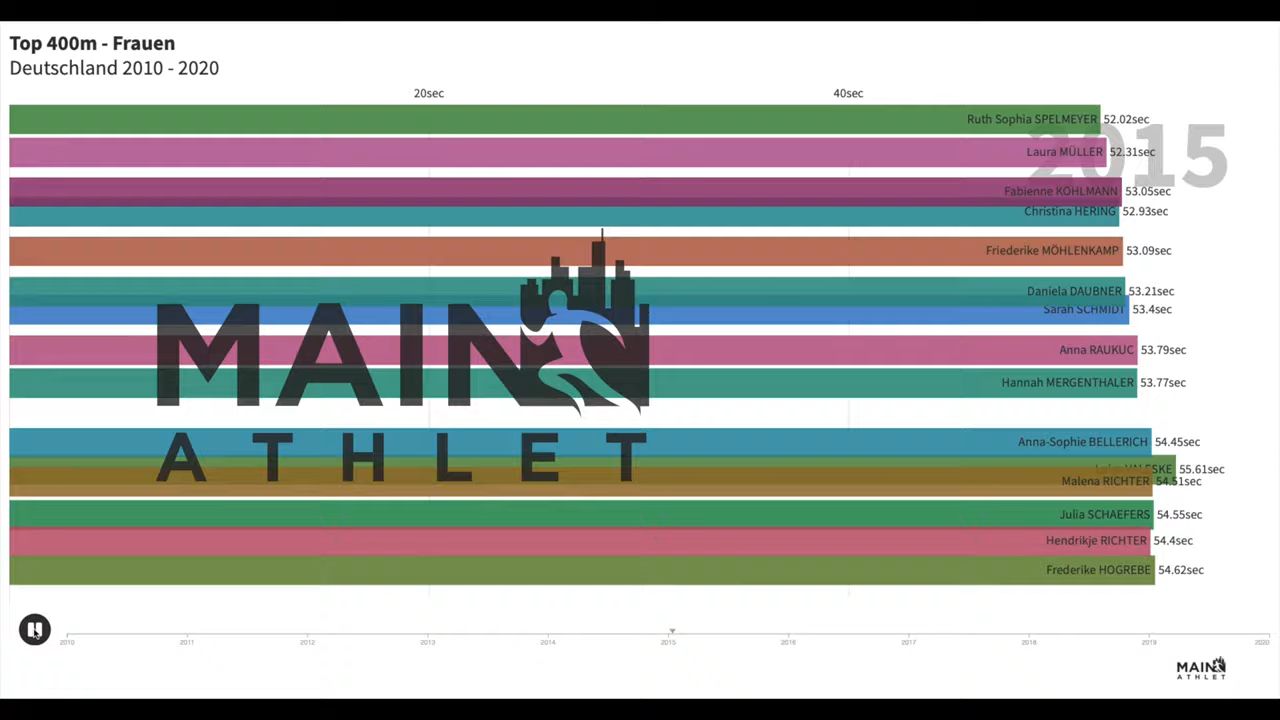 Top 400m - Frauen
Deutschland 2010 - 2020
20sec 40sec
2015
Ruth Sophia SPELMEYER 52.02sec
Laura MÜLLER 52.31sec
Fabienne KOHLMANN 53.05sec
Christina HERING 52.93sec
Friederike MÖHLENKAMP 53.09sec
Daniela DAUBNER 53.21sec
Sarah SCHMIDT 53.4sec
Anna RAUKUC 53.79sec
Hannah MERGENTHALER 53.77sec
MAIN
ATHLET
Anna-Sophie BELLERICH 54.45sec
55.61sec
Malena RICHTER 54.51sec
Julia SCHAEFERS 54.55sec
Hendrikje RICHTER 54.4sec
Frederike HOGREBE 54.62sec
2010 2011 2012 2013 2014 2015 2016 2017 2018 2019 2020
MAIN
ATHLET